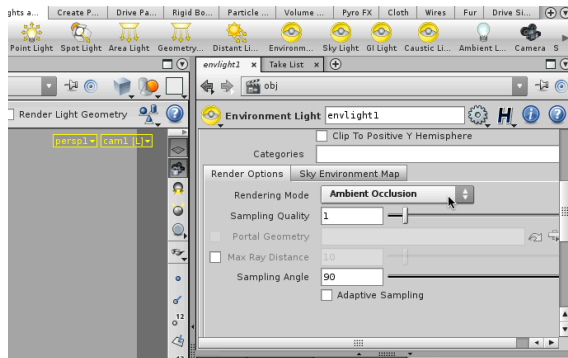 ghts a... Create P... Drive Pa... Rigid Bo... Particle ... Volume ... Pyro FX Cloth Wires Fur Drive Si...
Point Light Spot Light Area Light Geometry... Distant Li... Environm... Sky Light GI Light Caustic Li... Ambient L... Camera S
envlight1 Take List
obj
Render Light Geometry
Environment Light envlight1
persp1 cam1 [L]
Clip To Positive Y Hemisphere
Categories
Render Options Sky Environment Map
Rendering Mode Ambient Occlusion
Sampling Quality 1
Portal Geometry
Max Ray Distance 10
Sampling Angle 90
Adaptive Sampling
12
12